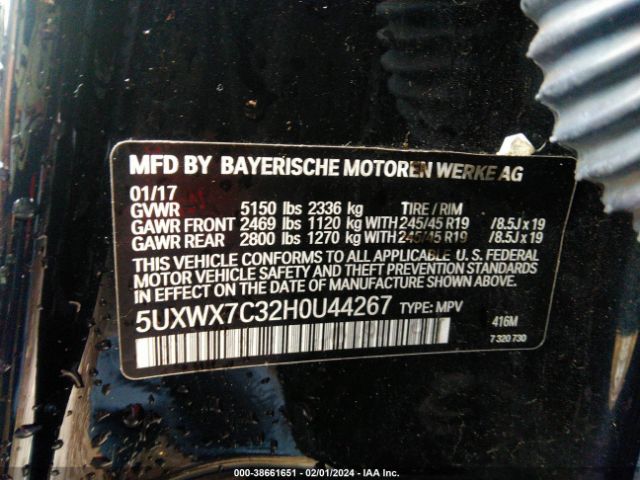 MFD BY BAYERISCHE MOTOREN WERKE AG
01/17
GVWR 5150 lbs 2336 kg TIRE / RIM
GAWR FRONT 2469 lbs 1120 kg WITH 245/45 R19 /8.5J x 19
GAWR REAR 2800 lbs 1270 kg WITH 245/45 R19 /8.5J x 19
THIS VEHICLE CONFORMS TO ALL APPLICABLE U.S. FEDERAL
MOTOR VEHICLE SAFETY AND THEFT PREVENTION STANDARDS
IN EFFECT ON THE DATE OF MANUFACTURE SHOWN ABOVE.
5UXWX7C32H0U44267 TYPE: MPV
416M
7 320 730
000-38661651 - 02/01/2024 - IAA Inc.